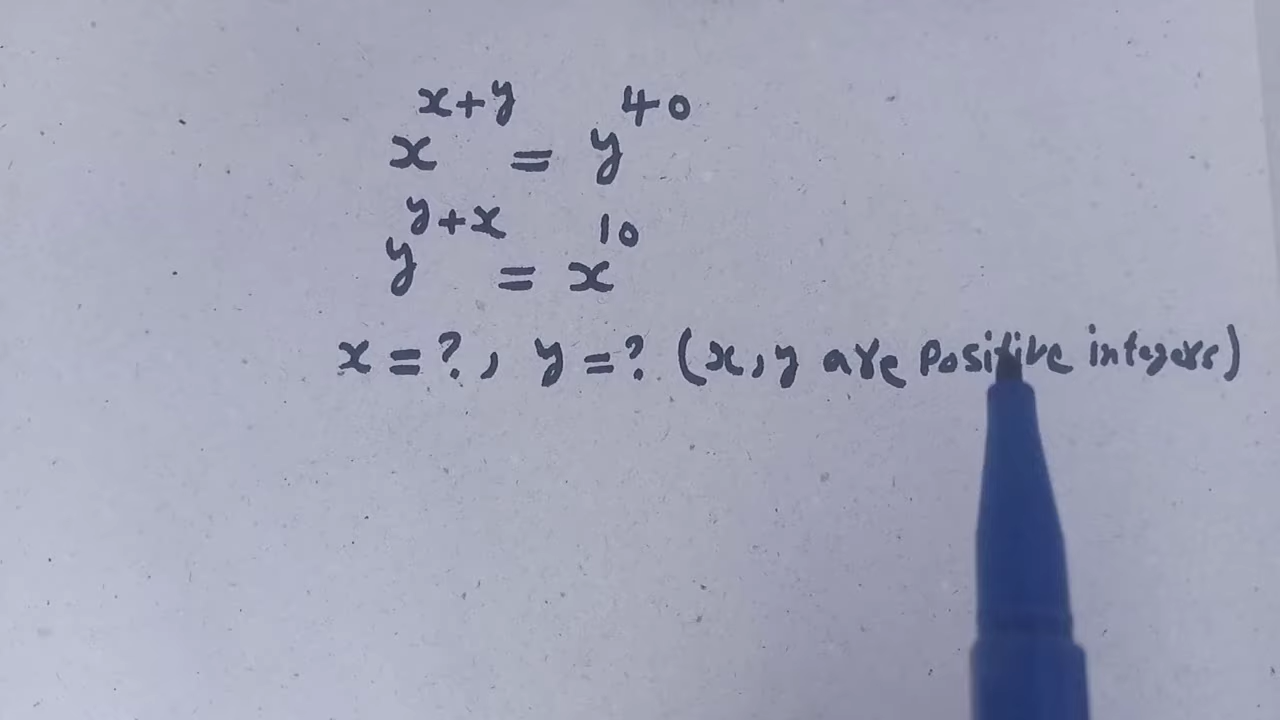 x^{x+y} = y^{40}
y^{y+x} = x^{10}
x = ?, y = ? (x, y are positive integers)